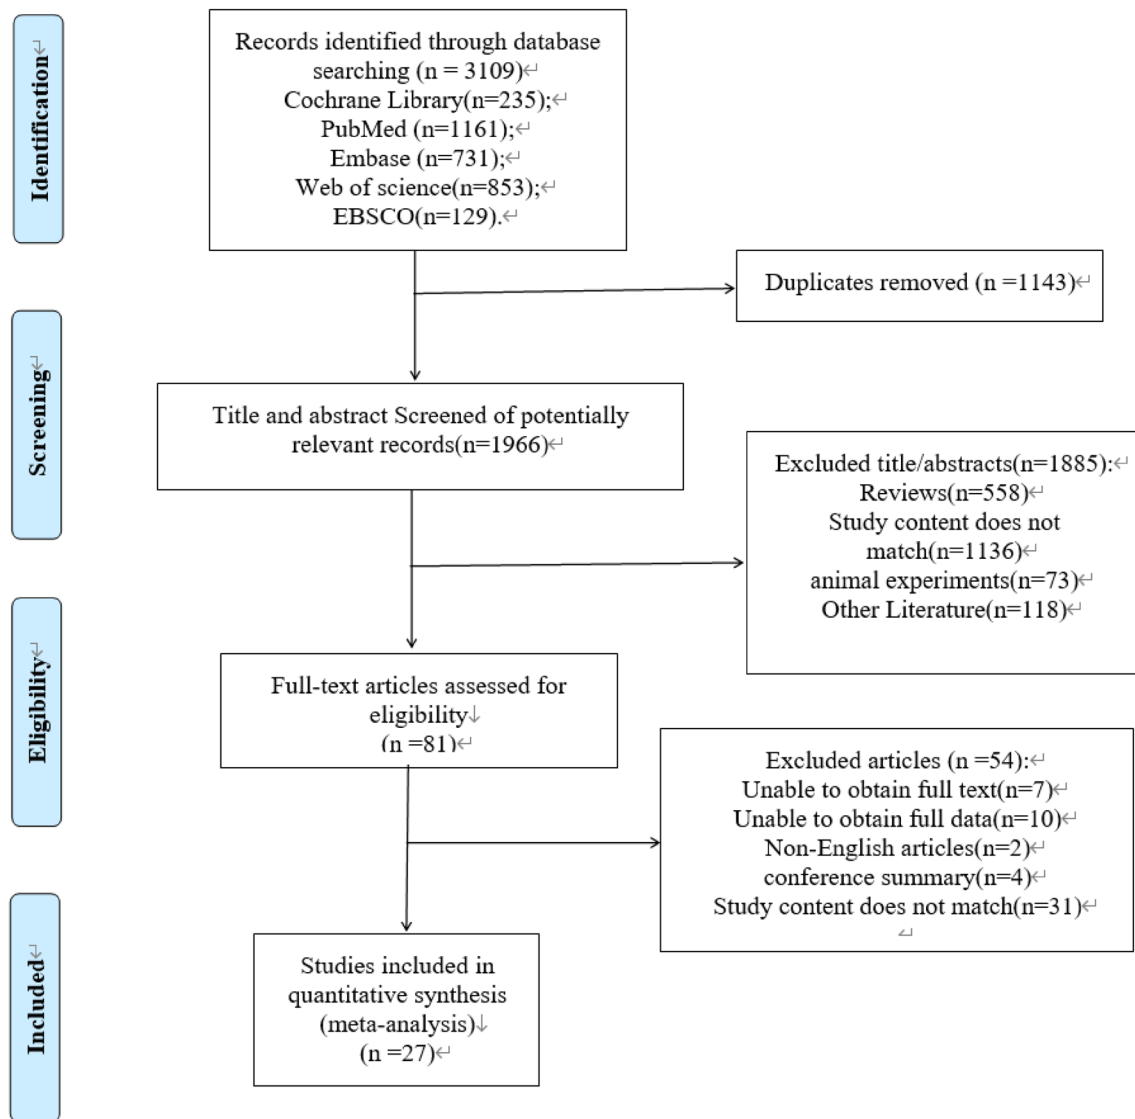 Identification↵
Records identified through database
searching (n = 3109)↵
Cochrane Library(n=235);↵
PubMed (n=1161);↵
Embase (n=731);↵
Web of science(n=853);↵
EBSCO(n=129).↵
Duplicates removed (n =1143)↵
Screening↵
Title and abstract Screened of potentially
relevant records(n=1966)↵
Excluded title/abstracts(n=1885):↵
Reviews(n=558)↵
Study content does not
match(n=1136)↵
animal experiments(n=73)↵
Other Literature(n=118)↵
Eligibility↵
Full-text articles assessed for
eligibility↓
(n =81)↵
Excluded articles (n =54):↵
Unable to obtain full text(n=7)↵
Unable to obtain full data(n=10)↵
Non-English articles(n=2)↵
conference summary(n=4)↵
Study content does not match(n=31)↵
↵
Included↵
Studies included in
quantitative synthesis
(meta-analysis)↓
(n =27)↵